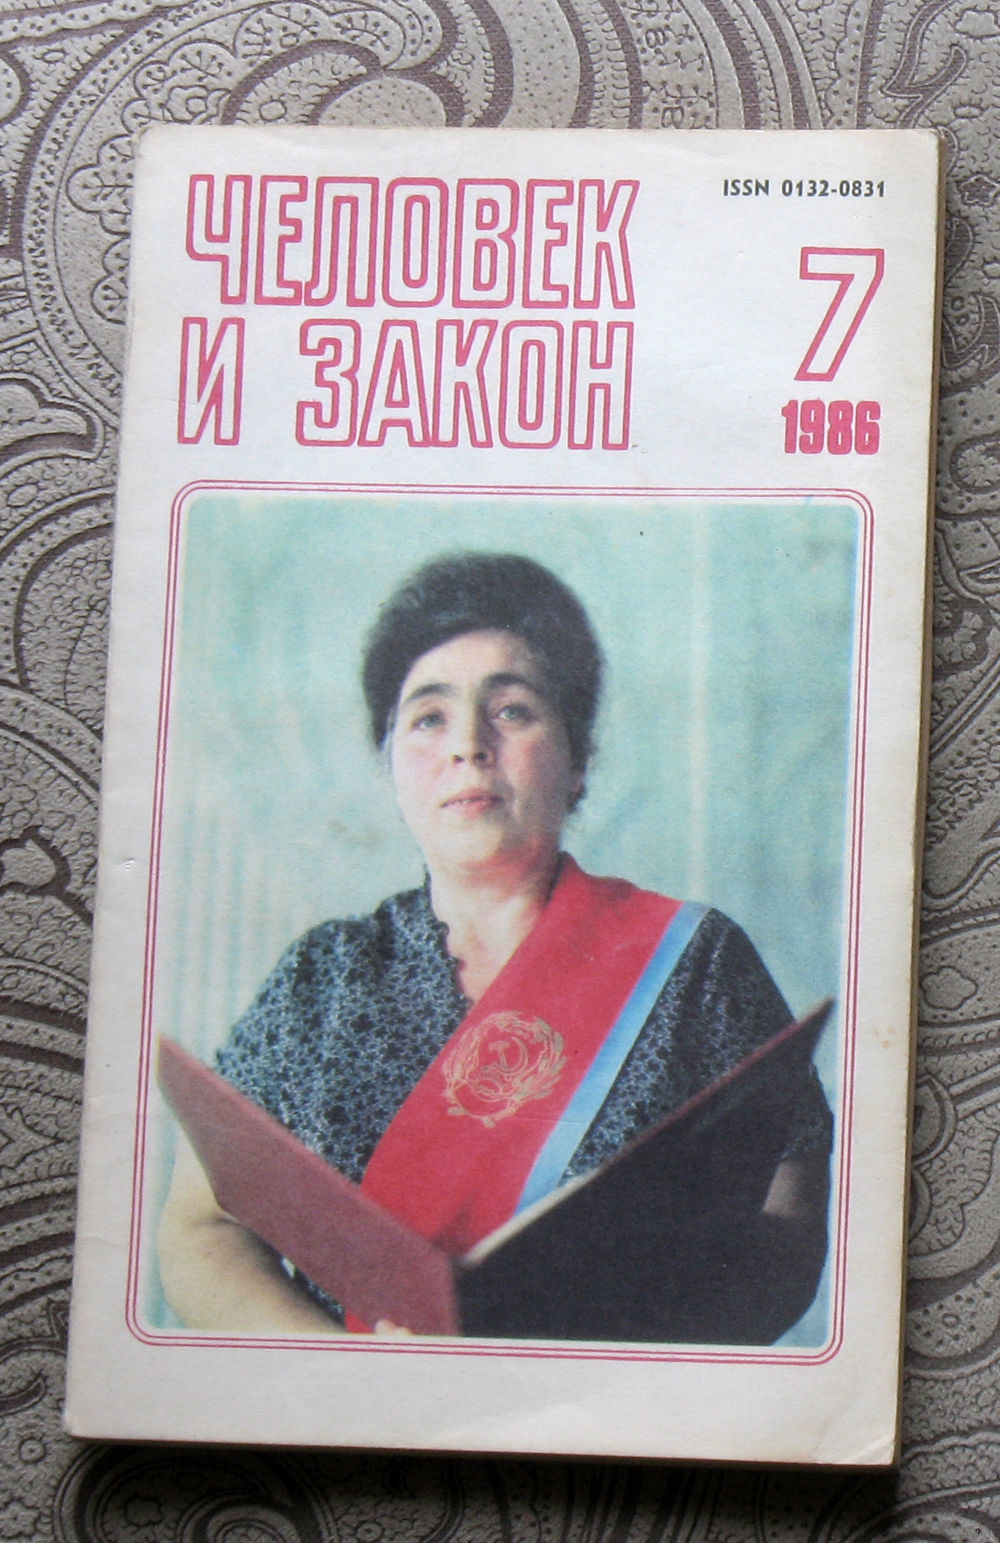 ЧЕЛОВЕК
И ЗАКОН
ISSN 0132-0831
7
1986